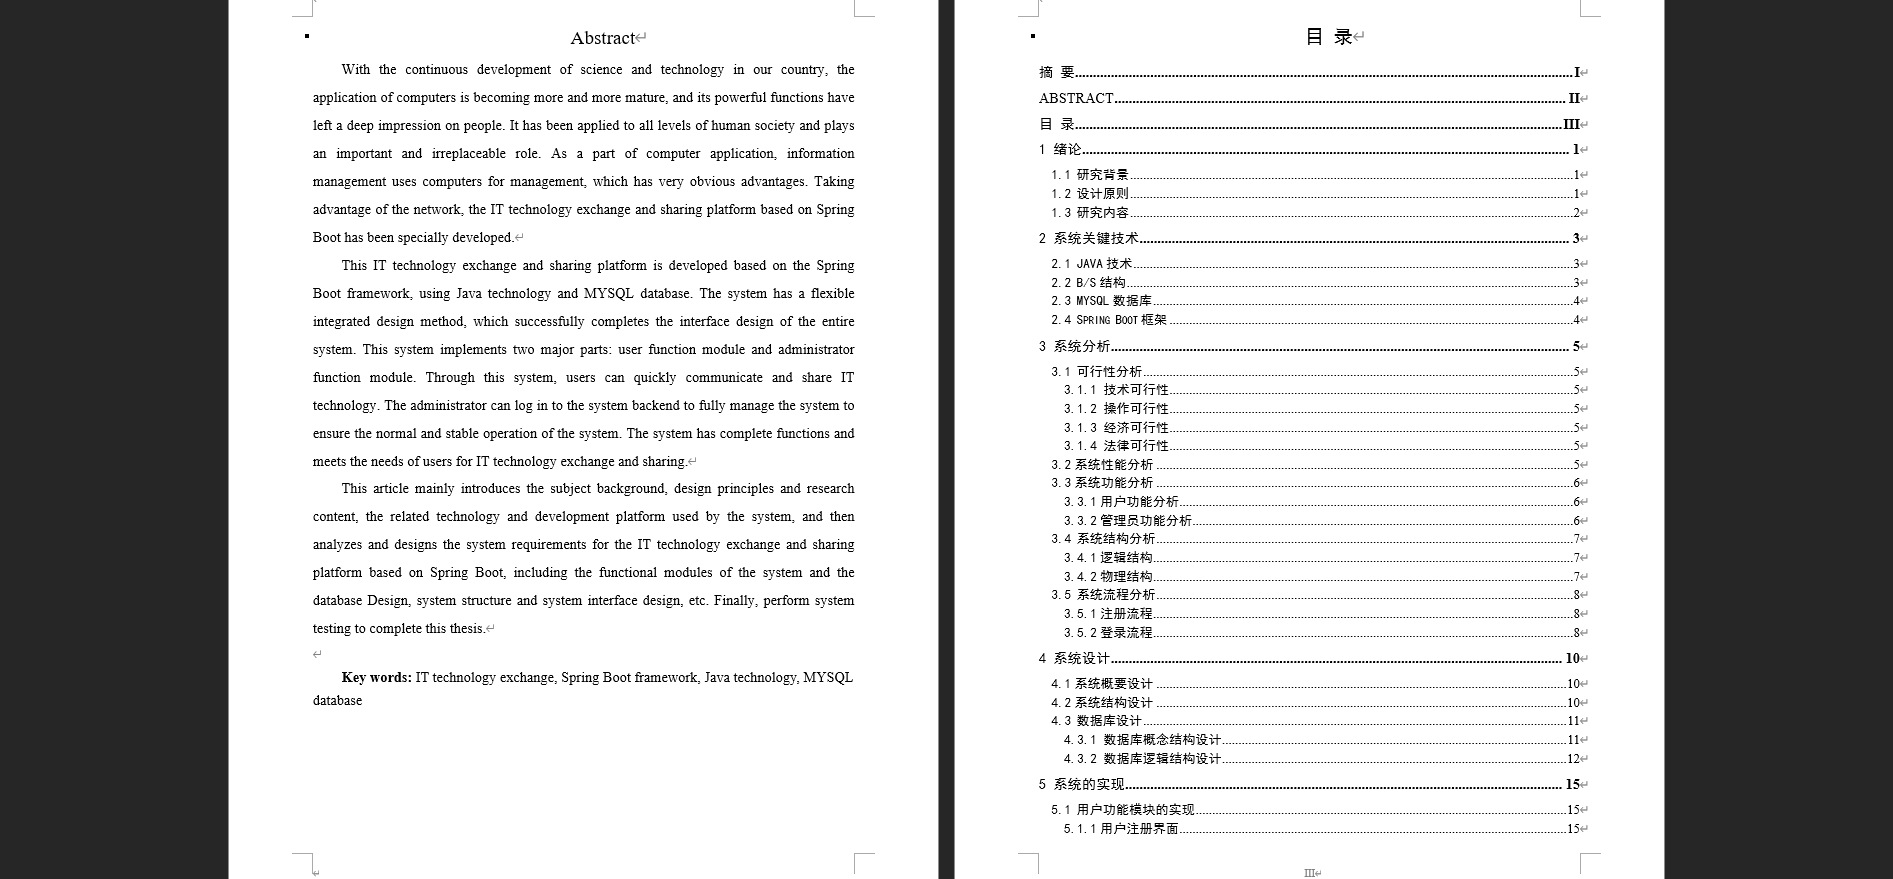 Abstract
With the continuous development of science and technology in our country, the
application of computers is becoming more and more mature, and its powerful functions have
left a deep impression on people. It has been applied to all levels of human society and plays
an important and irreplaceable role. As a part of computer application, information
management uses computers for management, which has very obvious advantages. Taking
advantage of the network, the IT technology exchange and sharing platform based on Spring
Boot has been specially developed.
This IT technology exchange and sharing platform is developed based on the Spring
Boot framework, using Java technology and MYSQL database. The system has a flexible
integrated design method, which successfully completes the interface design of the entire
system. This system implements two major parts: user function module and administrator
function module. Through this system, users can quickly communicate and share IT
technology. The administrator can log in to the system backend to fully manage the system to
ensure the normal and stable operation of the system. The system has complete functions and
meets the needs of users for IT technology exchange and sharing.
This article mainly introduces the subject background, design principles and research
content, the related technology and development platform used by the system, and then
analyzes and designs the system requirements for the IT technology exchange and sharing
platform based on Spring Boot, including the functional modules of the system and the
database Design, system structure and system interface design, etc. Finally, perform system
testing to complete this thesis.
Key words: IT technology exchange, Spring Boot framework, Java technology, MYSQL
database
目 录
摘 要 I
ABSTRACT II
目 录 III
1 绪论 1
1.1 研究背景 1
1.2 设计原则 1
1.3 研究内容 2
2 系统关键技术 3
2.1 JAVA 技术 3
2.2 B/S 结构 3
2.3 MYSQL 数据库 4
2.4 SPRING BOOT 框架 4
3 系统分析 5
3.1 可行性分析 5
3.1.1 技术可行性 5
3.1.2 操作可行性 5
3.1.3 经济可行性 5
3.1.4 法律可行性 5
3.2 系统性能分析 5
3.3 系统功能分析 6
3.3.1 用户功能分析 6
3.3.2 管理员功能分析 6
3.4 系统结构分析 7
3.4.1 逻辑结构 7
3.4.2 物理结构 7
3.5 系统流程分析 8
3.5.1 注册流程 8
3.5.2 登录流程 8
4 系统设计 10
4.1 系统概要设计 10
4.2 系统结构设计 10
4.3 数据库设计 11
4.3.1 数据库概念结构设计 11
4.3.2 数据库逻辑结构设计 12
5 系统的实现 15
5.1 用户功能模块的实现 15
5.1.1 用户注册界面 15
III